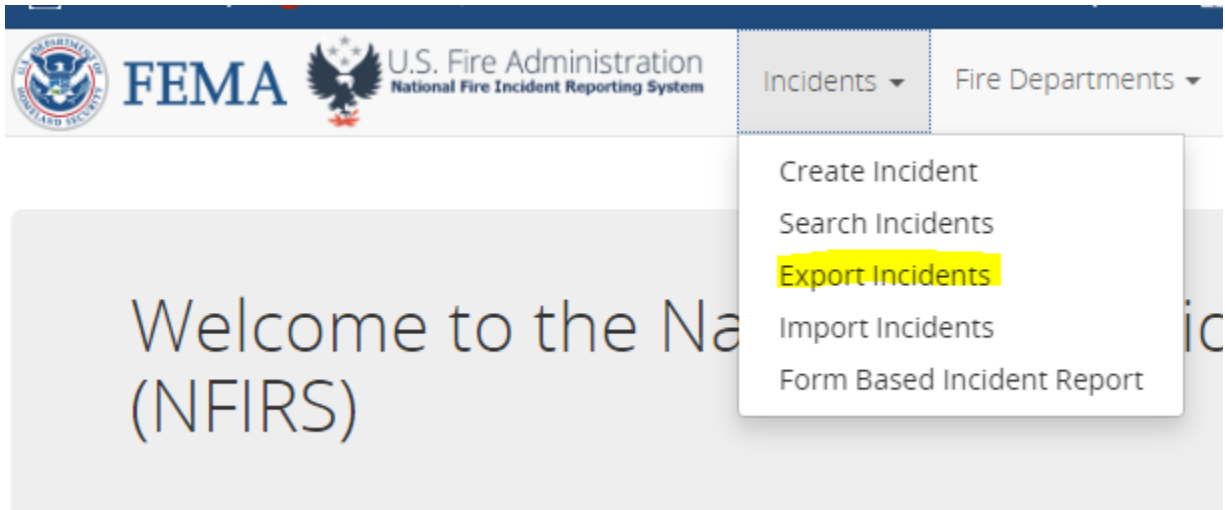 FEMA
U.S. Fire Administration
National Fire Incident Reporting System
Incidents
Fire Departments
Create Incident
Search Incidents
Export Incidents
Import Incidents
Form Based Incident Report
Welcome to the Na
(NFIRS)